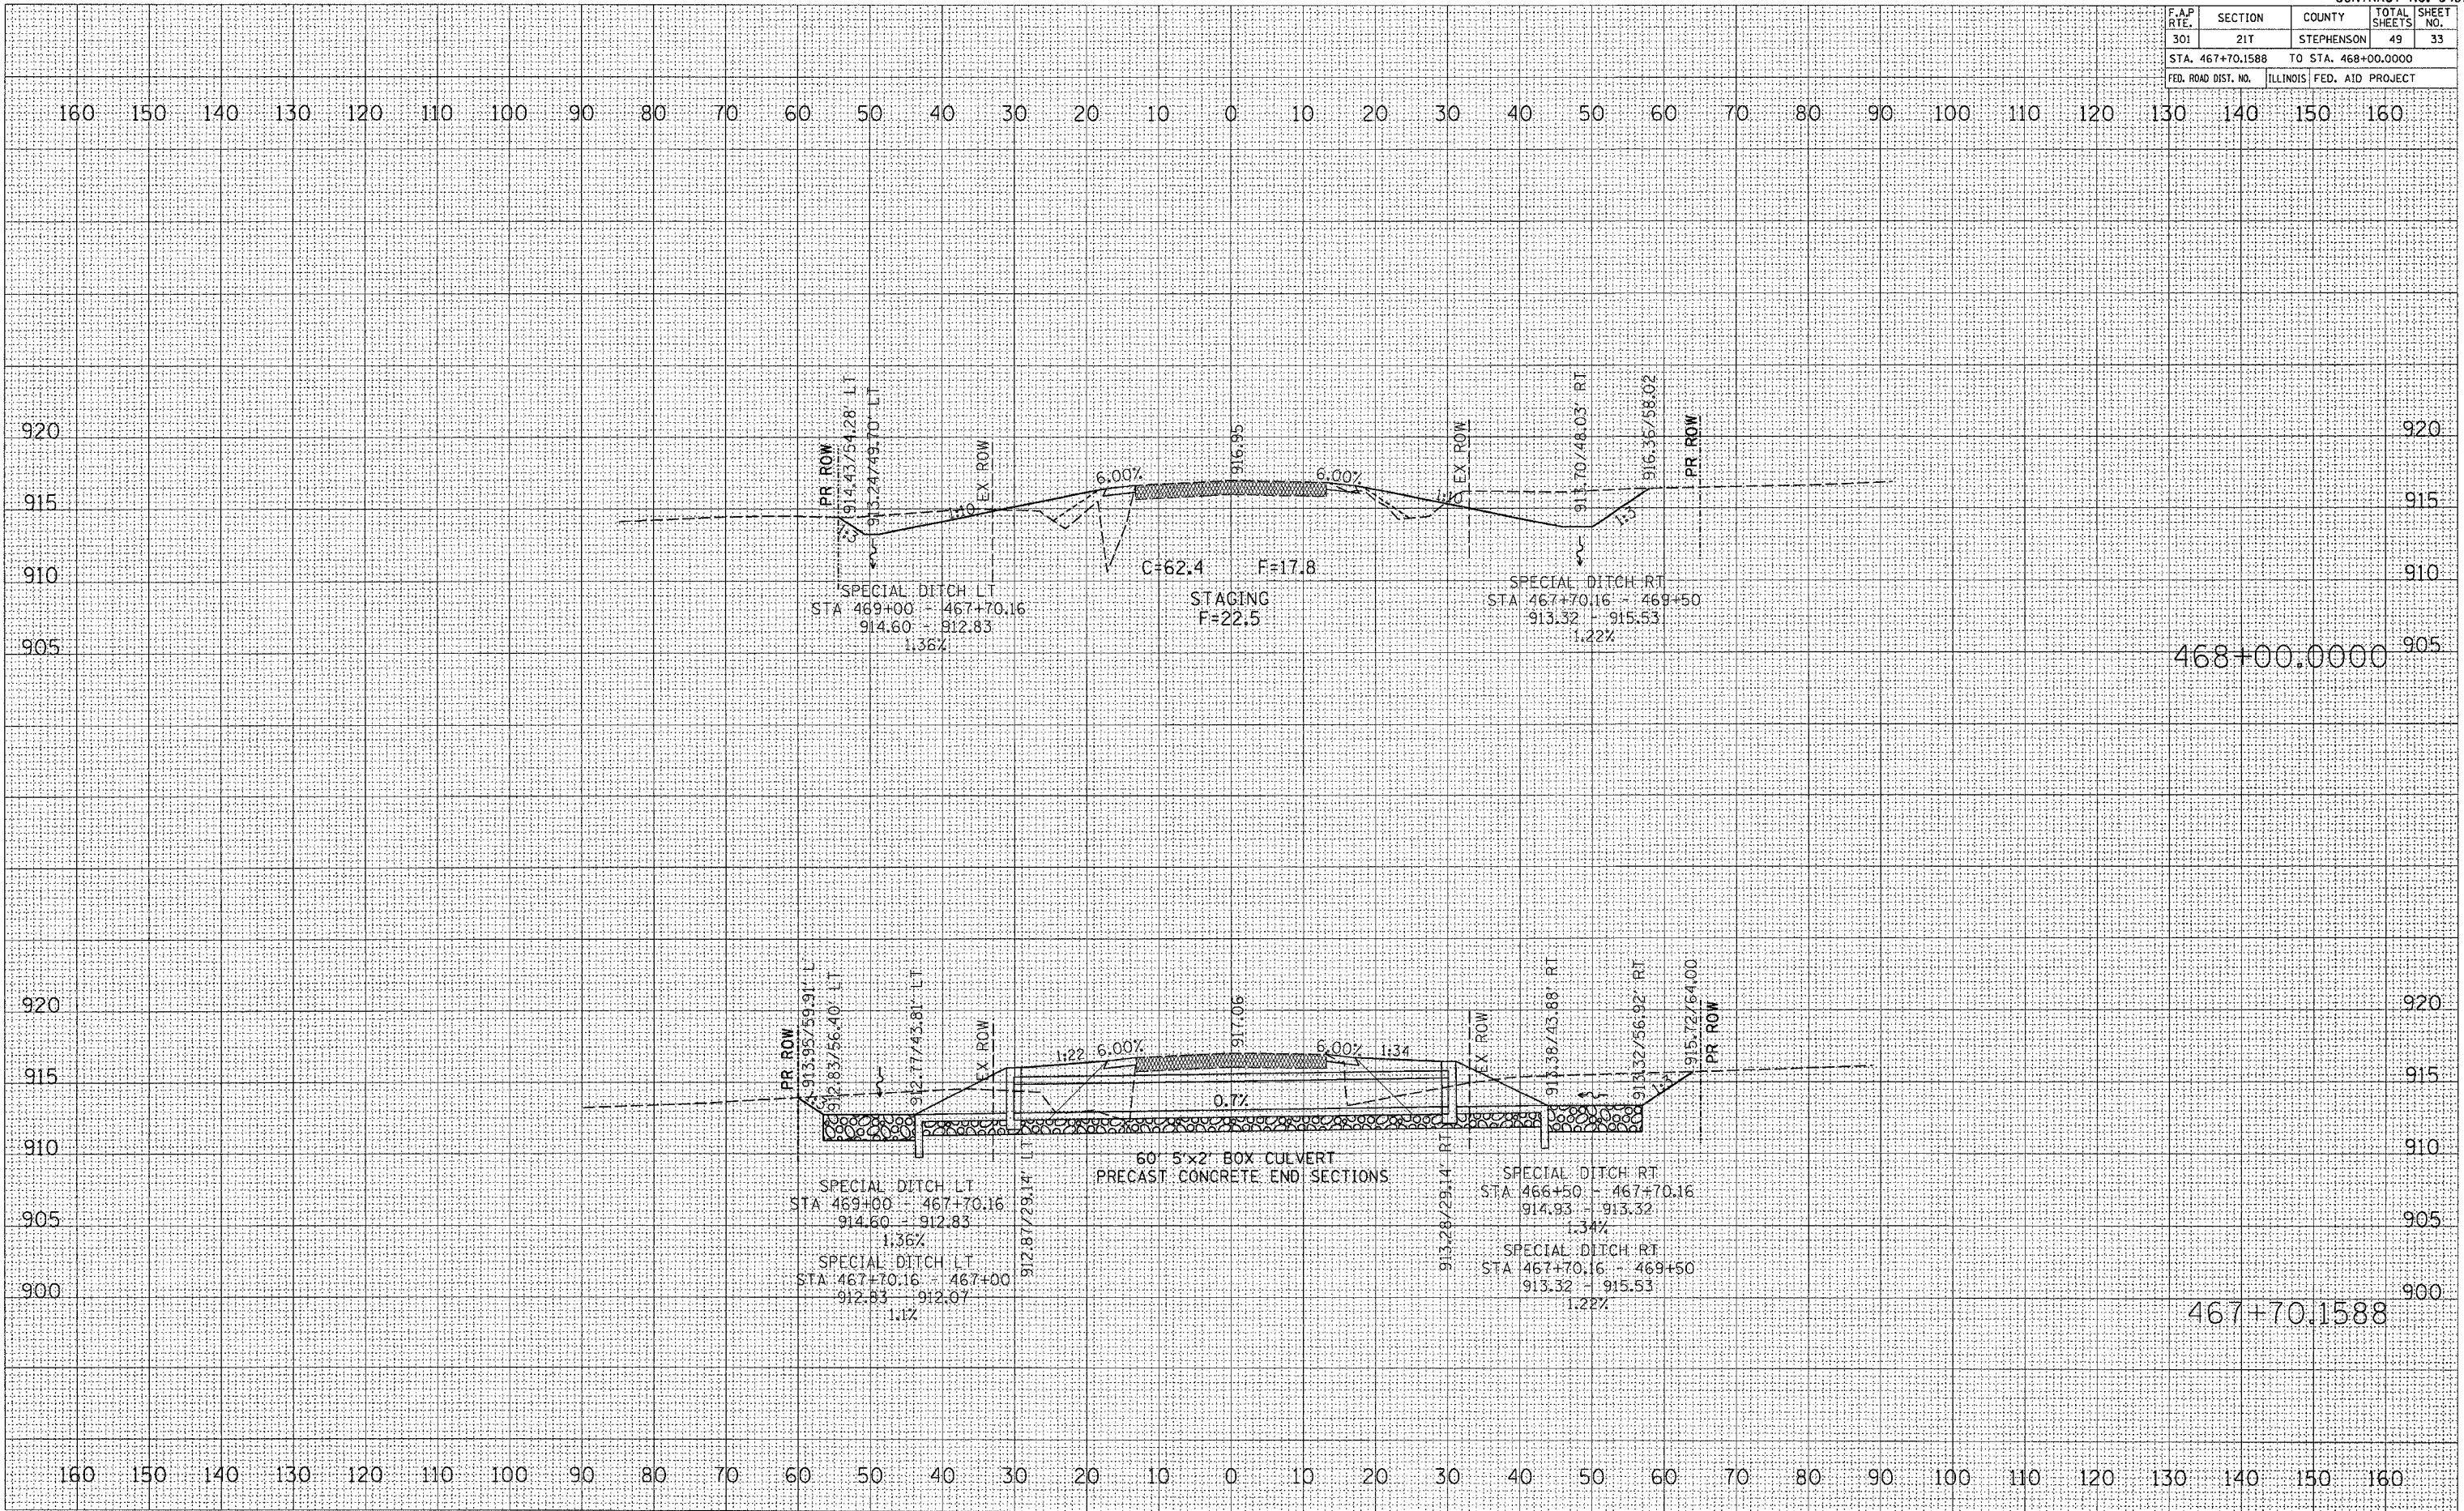 F.A.P RTE. SECTION COUNTY TOTAL SHEETS SHEET NO.
301 21T STEPHENSON 49 33
STA. 467+70.1588 TO STA. 468+00.0000
FED. ROAD DIST. NO. ILLINOIS FED. AID PROJECT
160 150 140 130 120 110 100 90 80 70 60 50 40 30 20 10 0 10 20 30 40 50 60 70 80 90 100 110 120 130 140 150 160
PR ROW
914.43/54.28' LT
913.24/49.70' LT
EX ROW
916.95
EX ROW
913.70/48.03' RT
916.36/58.02
PR ROW
920 920
6.00% 6.00%
915 915
1:3 1:10 1:10 1:3
910 910
C=62.4 F=17.8
STAGING
F=22.5
SPECIAL DITCH LT
STA 469+00 - 467+70.16
914.60 - 912.83
1.36%
SPECIAL DITCH RT
STA 467+70.16 - 469+50
913.32 - 915.53
1.22%
905 905
468+00.0000
PR ROW
913.95/59.91' L
912.83/56.40' LT
912.77/43.81' LT
EX ROW
917.06
EX ROW
913.38/43.88' RT
913.32/56.92' RT
915.72/64.00
PR ROW
920 920
1:22 6.00% 6.00% 1:34
915 915
1:3
0.7%
910 910
60' 5'x2' BOX CULVERT
PRECAST CONCRETE END SECTIONS
912.87/29.14' LT
913.28/29.14' RT
SPECIAL DITCH LT
STA 469+00 - 467+70.16
914.60 - 912.83
1.36%
SPECIAL DITCH LT
STA 467+70.16 - 467+00
912.83 - 912.07
1.1%
SPECIAL DITCH RT
STA 466+50 - 467+70.16
914.93 - 913.32
1.34%
SPECIAL DITCH RT
STA 467+70.16 - 469+50
913.32 - 915.53
1.22%
905 905
900 900
467+70.1588
160 150 140 130 120 110 100 90 80 70 60 50 40 30 20 10 0 10 20 30 40 50 60 70 80 90 100 110 120 130 140 150 160